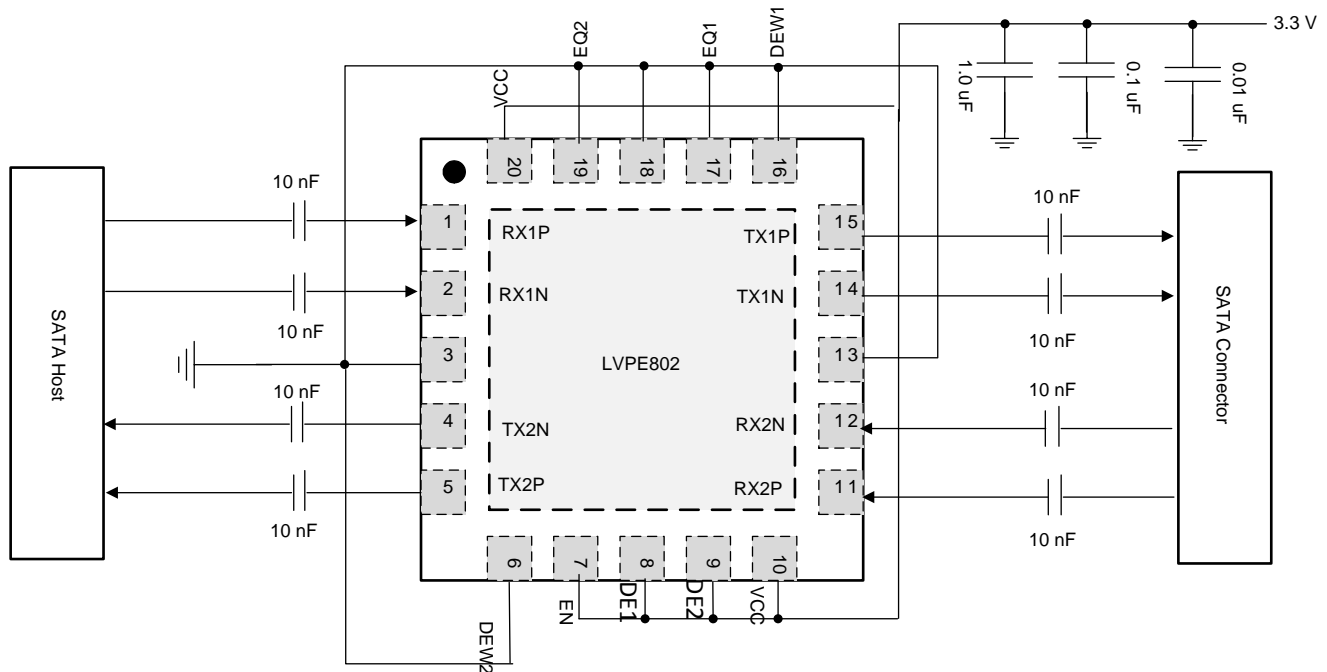 EQ2
EQ1
DEW1
3.3 V
VCC
1.0 uF
0.1 uF
0.01 uF
20
19
18
17
16
10 nF
10 nF
1
RX1P
TX1P
15
2
RX1N
TX1N
14
10 nF
10 nF
SATA Host
3
LVPE802
13
SATA Connector
10 nF
10 nF
4
TX2N
RX2N
12
5
TX2P
RX2P
11
10 nF
10 nF
6
7
8
9
10
DEW2
EN
DE1
DE2
VCC